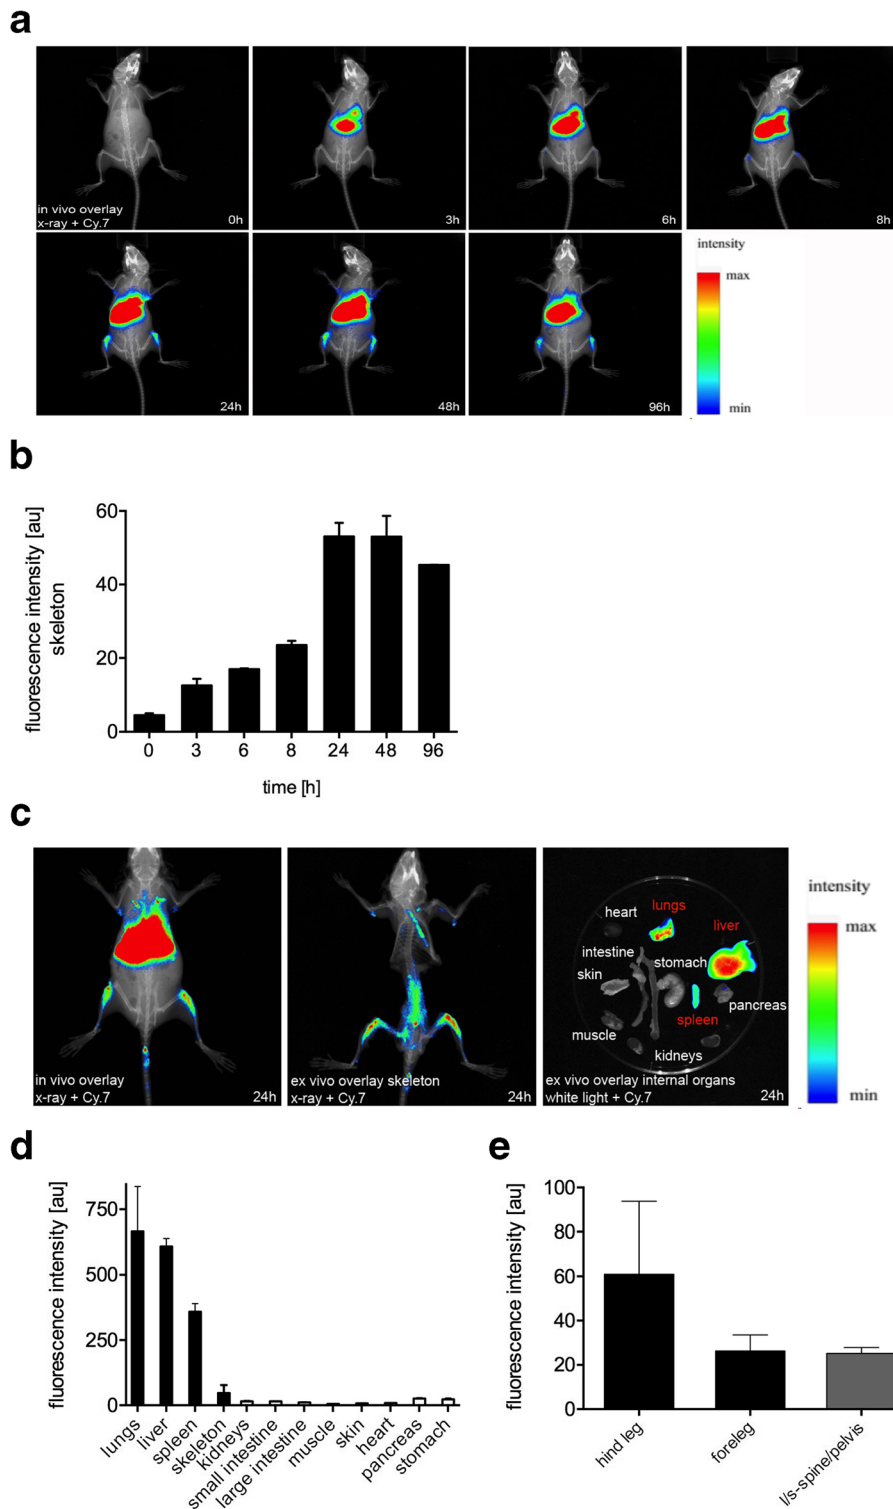 a
in vivo overlay
x-ray + Cy.7
0h
3h
6h
8h
24h
48h
96h
intensity
max
min
b
fluorescence intensity [au]
skeleton
60
40
20
0
0 3 6 8 24 48 96
time [h]
c
in vivo overlay
x-ray + Cy.7
24h
ex vivo overlay skeleton
x-ray + Cy.7
24h
heart
lungs
liver
intestine
stomach
skin
pancreas
spleen
muscle
kidneys
ex vivo overlay internal organs
white light + Cy.7
24h
intensity
max
min
d
fluorescence intensity [au]
750
500
250
0
lungs
liver
spleen
skeleton
kidneys
small intestine
large intestine
muscle
skin
heart
pancreas
stomach
e
fluorescence intensity [au]
100
80
60
40
20
0
hind leg
foreleg
l/s-spine/pelvis